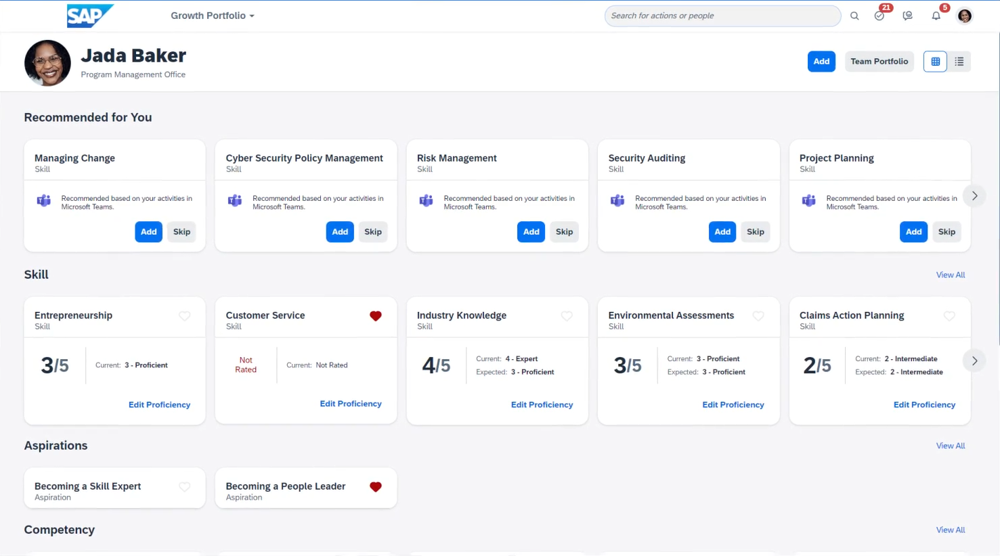 SAP
Growth Portfolio
Search for actions or people
21
5
Jada Baker
Program Management Office
Add
Team Portfolio
Recommended for You
Managing Change
Skill
Recommended based on your activities in
Microsoft Teams.
Add
Skip
Cyber Security Policy Management
Skill
Recommended based on your activities in
Microsoft Teams.
Add
Skip
Risk Management
Skill
Recommended based on your activities in
Microsoft Teams.
Add
Skip
Security Auditing
Skill
Recommended based on your activities in
Microsoft Teams.
Add
Skip
Project Planning
Skill
Recommended based on your activities in
Microsoft Teams.
Add
Skip
Skill
View All
Entrepreneurship
Skill
3/5
Current: 3 - Proficient
Edit Proficiency
Customer Service
Skill
Not
Rated
Current: Not Rated
Edit Proficiency
Industry Knowledge
Skill
4/5
Current: 4 - Expert
Expected: 3 - Proficient
Edit Proficiency
Environmental Assessments
Skill
3/5
Current: 3 - Proficient
Expected: 3 - Proficient
Edit Proficiency
Claims Action Planning
Skill
2/5
Current: 2 - Intermediate
Expected: 2 - Intermediate
Edit Proficiency
Aspirations
View All
Becoming a Skill Expert
Aspiration
Becoming a People Leader
Aspiration
Competency
View All